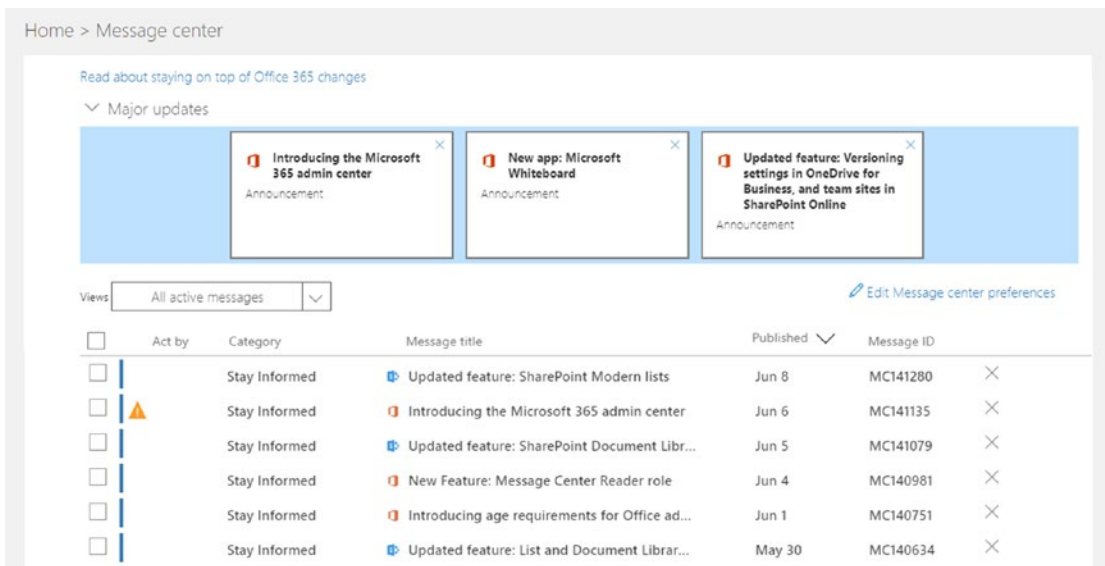 Home > Message center
Read about staying on top of Office 365 changes
Major updates
Introducing the Microsoft
365 admin center
Announcement
New app: Microsoft
Whiteboard
Announcement
Updated feature: Versioning
settings in OneDrive for
Business, and team sites in
SharePoint Online
Announcement
Views All active messages
Edit Message center preferences
Act by Category Message title Published Message ID
Stay Informed Updated feature: SharePoint Modern lists Jun 8 MC141280
Stay Informed Introducing the Microsoft 365 admin center Jun 6 MC141135
Stay Informed Updated feature: SharePoint Document Libr... Jun 5 MC141079
Stay Informed New Feature: Message Center Reader role Jun 4 MC140981
Stay Informed Introducing age requirements for Office ad... Jun 1 MC140751
Stay Informed Updated feature: List and Document Librar... May 30 MC140634